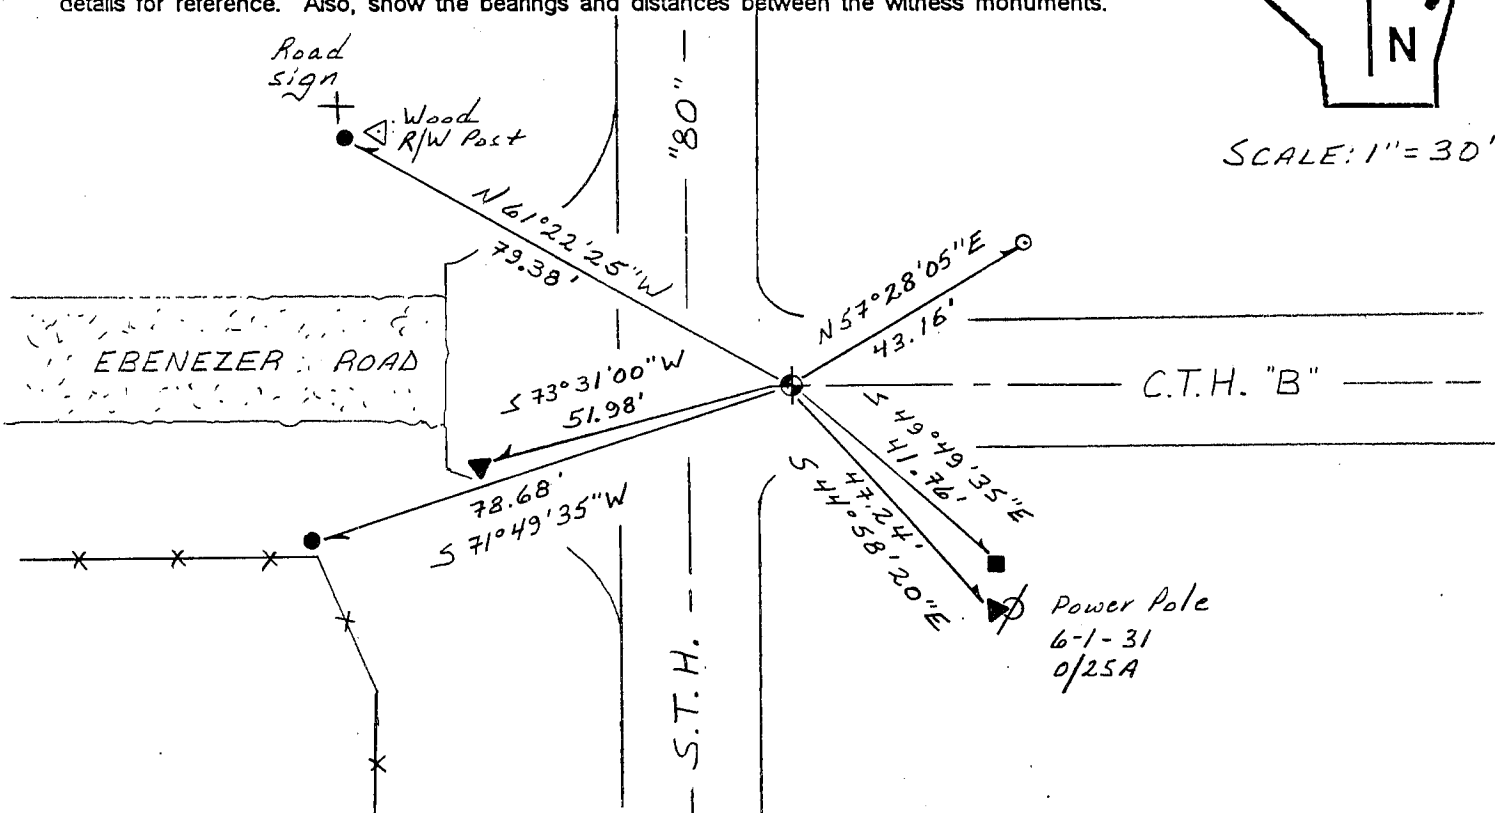 details for reference. Also, show the bearings and distances between the witness monuments.
N
SCALE: 1" = 30'
Road
sign
Wood
R/W Post
"80"
N 61°22'25" W
79.38'
N 57°28'05" E
43.16'
EBENEZER ROAD
S 73°31'00" W
51.98'
C.T.H. "B"
S 49°49'35" E
41.76'
47.24'
S 44°58'20" E
78.68'
S 71°49'35" W
Power Pole
6-1-31
0/25A
S.T.H.